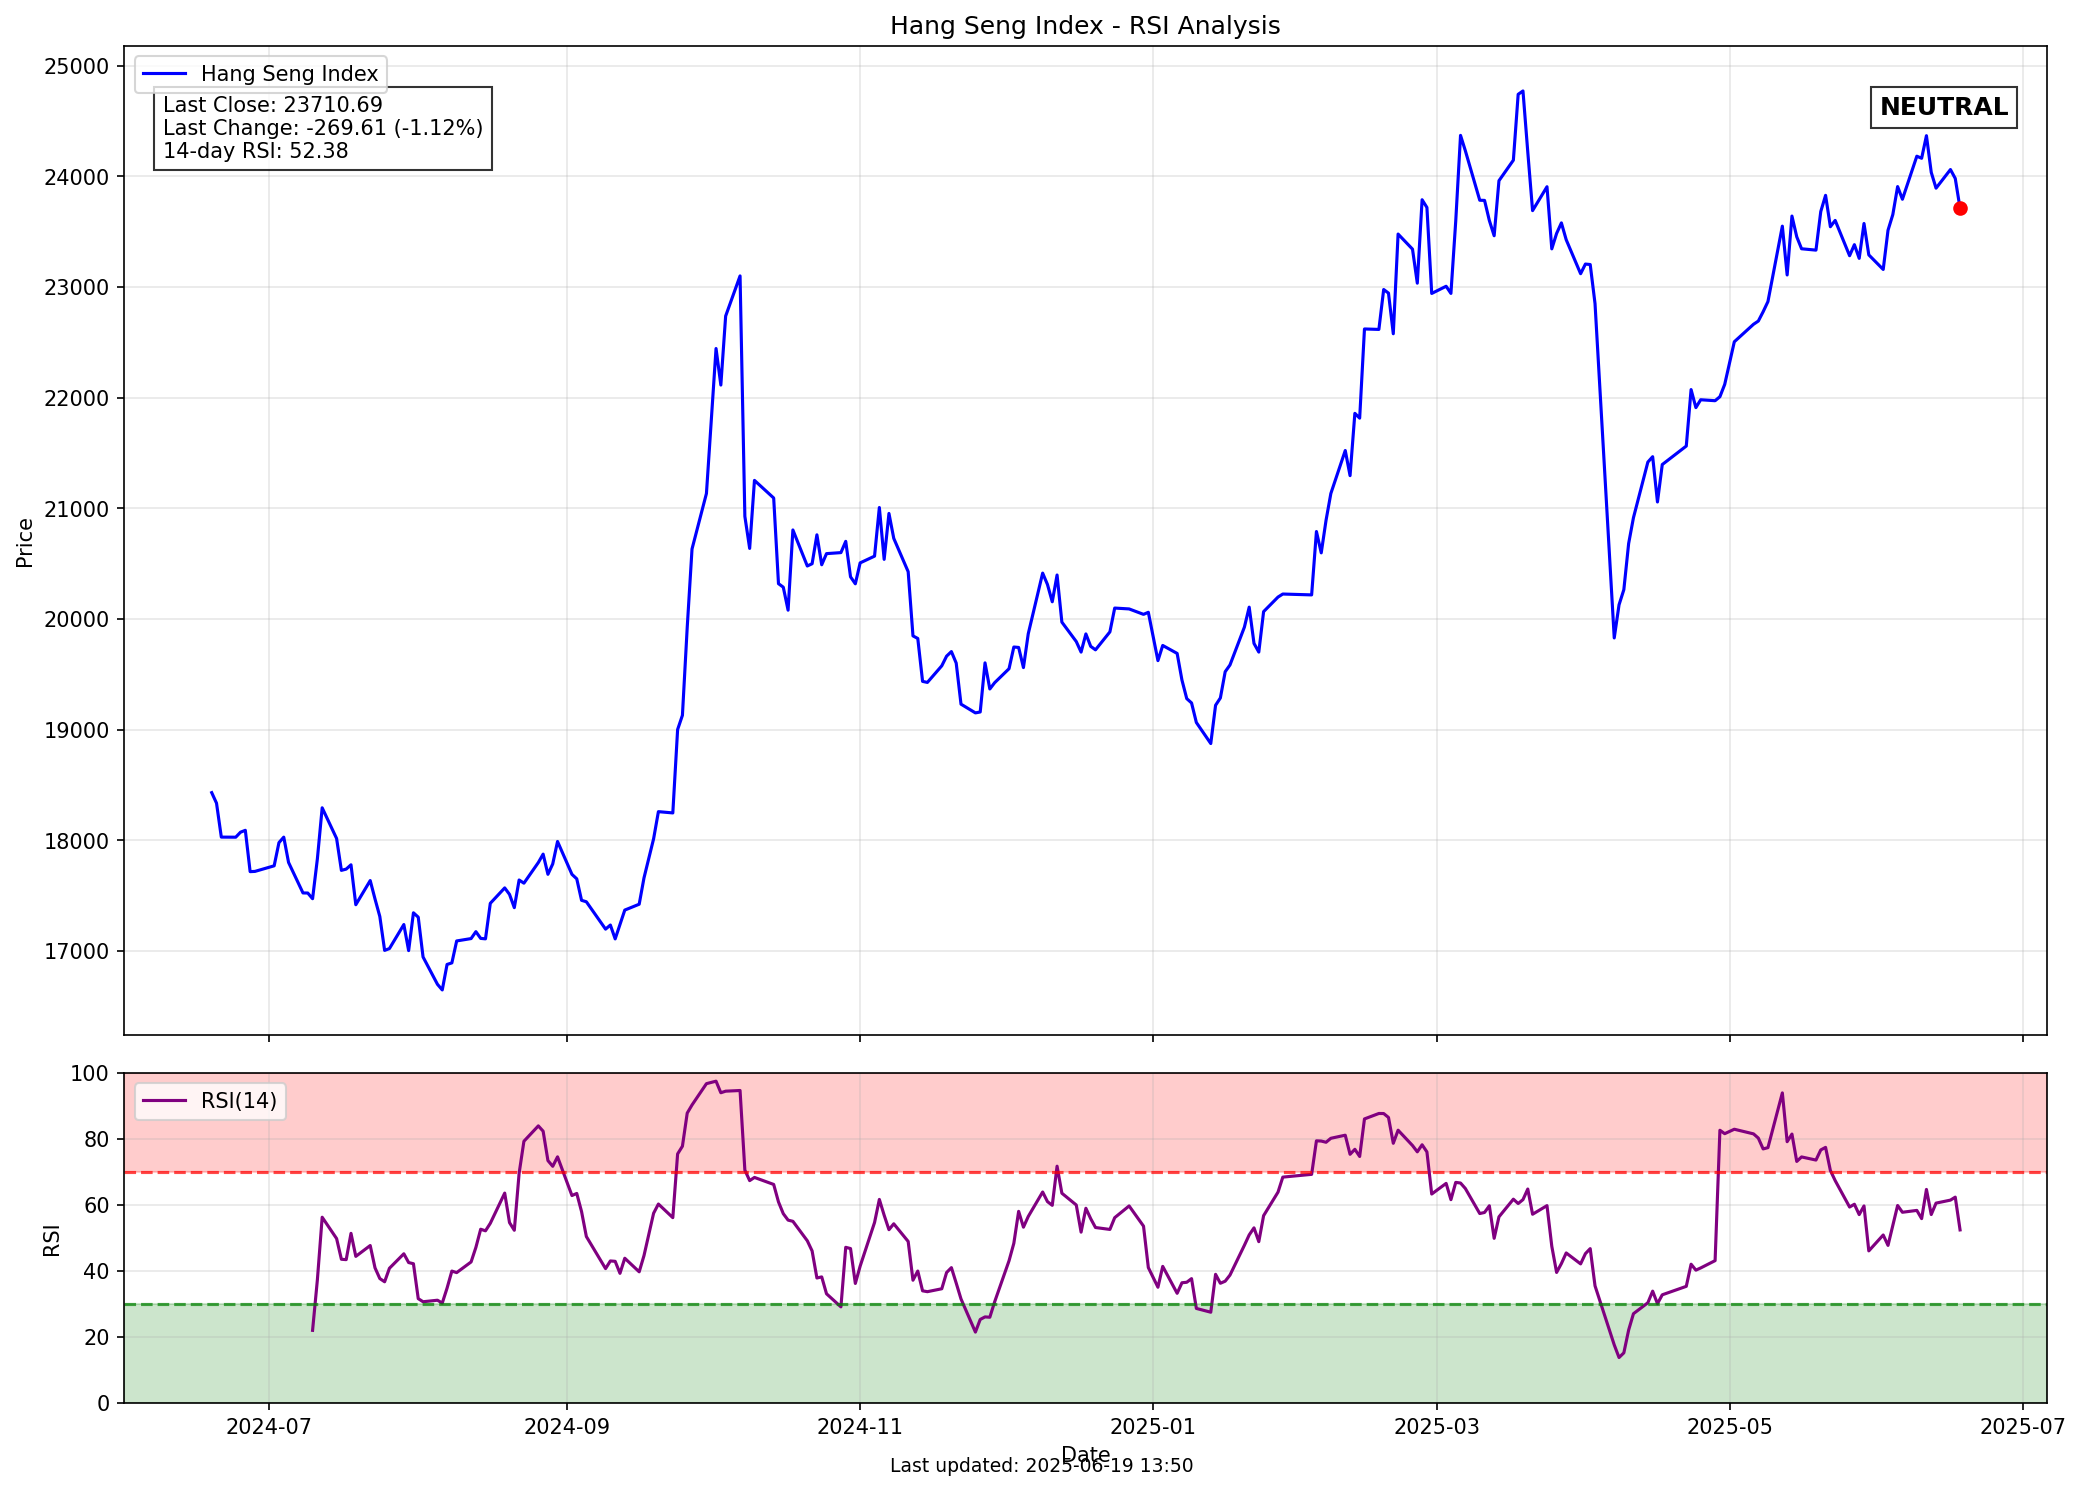 Hang Seng Index - RSI Analysis
25000
24000
23000
22000
21000
20000
19000
18000
17000
Price
Hang Seng Index
Last Close: 23710.69
Last Change: -269.61 (-1.12%)
14-day RSI: 52.38
NEUTRAL
100
80
60
40
20
0
RSI
RSI(14)
2024-07
2024-09
2024-11
2025-01
2025-03
2025-05
2025-07
Date
Last updated: 2025-06-19 13:50